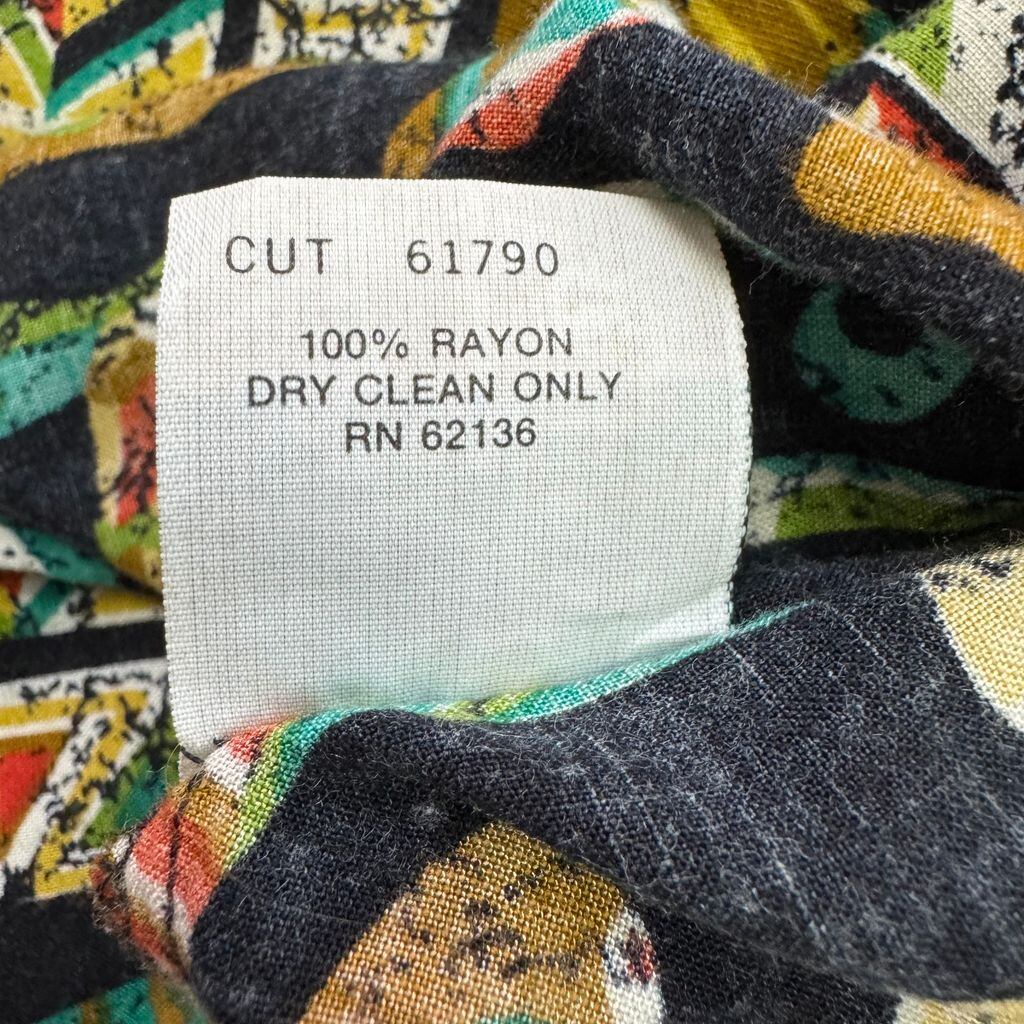 CUT 61790
100% RAYON
DRY CLEAN ONLY
RN 62136